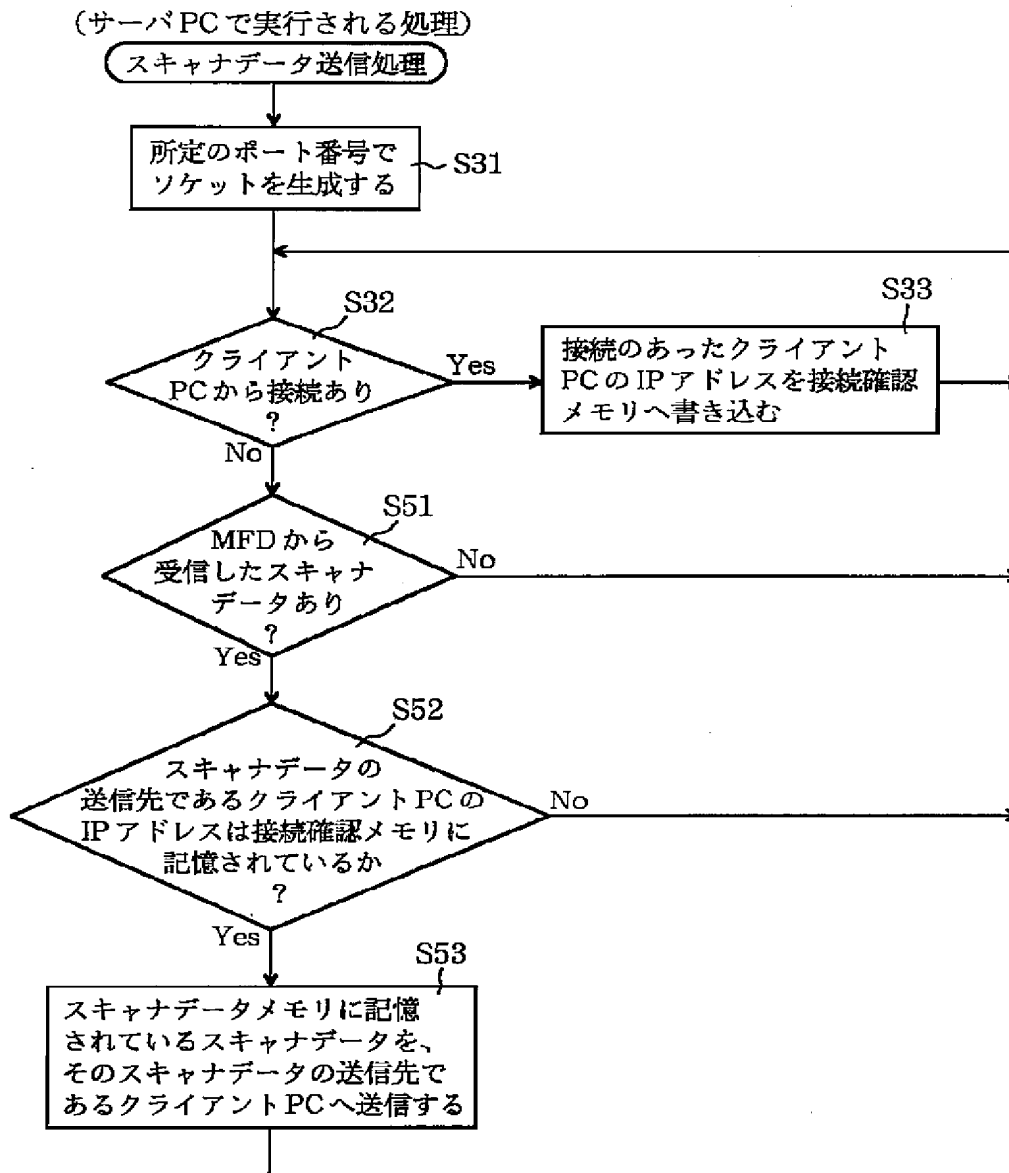 (サーバPCで実行される処理)
スキャナデータ送信処理
所定のポート番号で
ソケットを生成する
S31
S32
クライアント
PCから接続あり
?
Yes
No
S33
接続のあったクライアント
PCのIPアドレスを接続確認
メモリへ書き込む
S51
MFDから
受信したスキャナ
データあり
?
No
Yes
S52
スキャナデータの
送信先であるクライアントPCの
IPアドレスは接続確認メモリに
記憶されているか
?
No
Yes
S53
スキャナデータメモリに記憶
されているスキャナデータを、
そのスキャナデータの送信先で
あるクライアントPCへ送信する